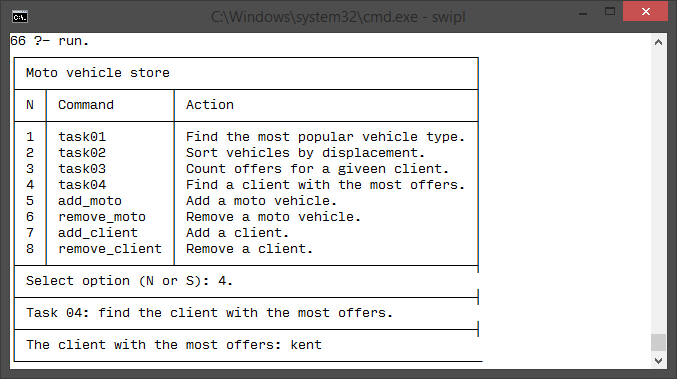 C:\Windows\system32\cmd.exe - swipl
66 ?- run.
Moto vehicle store
N Command Action
1 task01 Find the most popular vehicle type.
2 task02 Sort vehicles by displacement.
3 task03 Count offers for a giveen client.
4 task04 Find a client with the most offers.
5 add_moto Add a moto vehicle.
6 remove_moto Remove a moto vehicle.
7 add_client Add a client.
8 remove_client Remove a client.
Select option (N or S): 4.
Task 04: find the client with the most offers.
The client with the most offers: kent